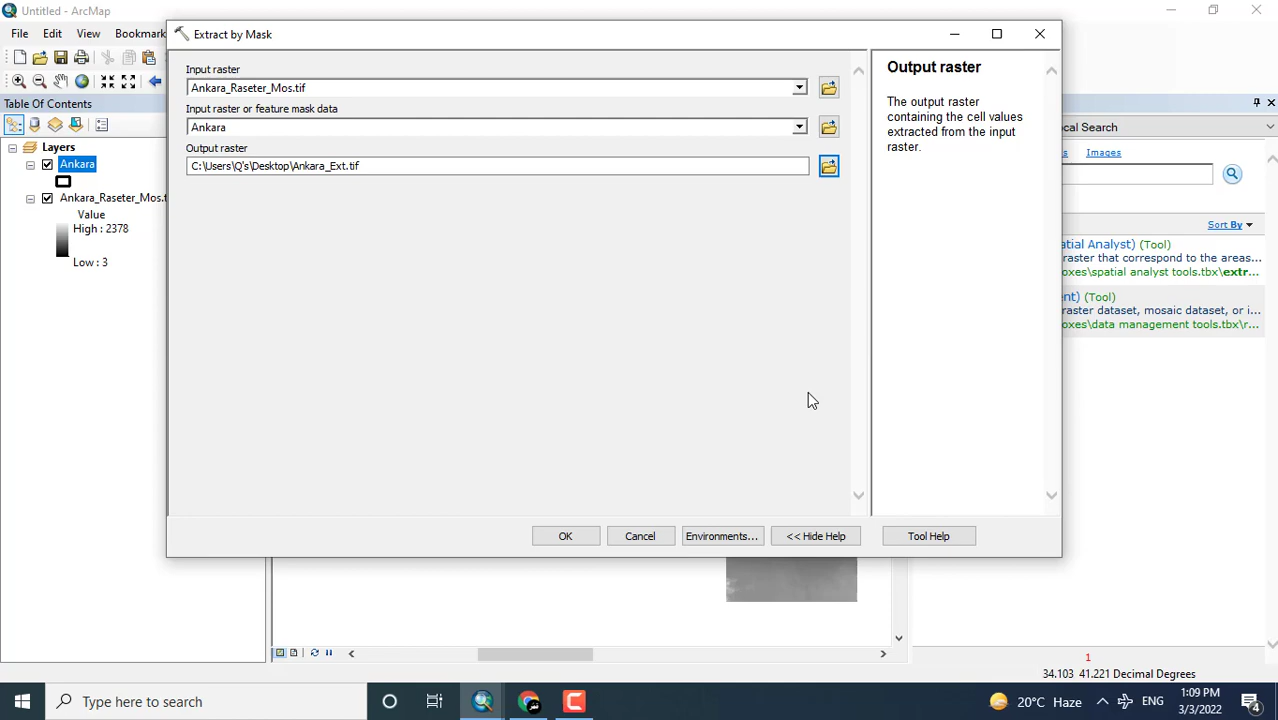 Untitled - ArcMap
File Edit View Bookmark
Extract by Mask
Table Of Contents
Layers
Ankara
Ankara_Raseter_Mos.t
Value
High : 2378
Low : 3
Input raster
Ankara_Raseter_Mos.tif
Input raster or feature mask data
Ankara
Output raster
C:\Users\Q's\Desktop\Ankara_Ext.tif
OK Cancel Environments... << Hide Help Tool Help
Output raster
The output raster
containing the cell values
extracted from the input
raster.
cal Search
s Images
Sort By
atial Analyst) (Tool)
raster that correspond to the areas...
oxes\spatial analyst tools.tbx\extr...
ent) (Tool)
raster dataset, mosaic dataset, or i...
oxes\data management tools.tbx\r...
1
34.103 41.221 Decimal Degrees
Type here to search
20°C Haze
ENG
1:09 PM
3/3/2022
4